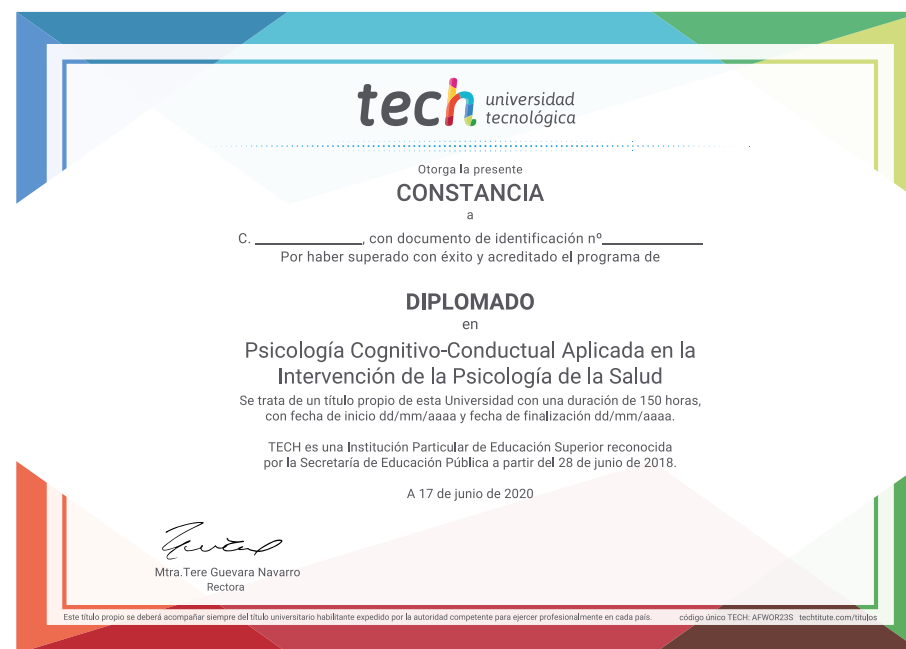 tech universidad
tecnológica
Otorga la presente
CONSTANCIA
a
C. ______________, con documento de identificación nº_____________
Por haber superado con éxito y acreditado el programa de
DIPLOMADO
en
Psicología Cognitivo-Conductual Aplicada en la
Intervención de la Psicología de la Salud
Se trata de un título propio de esta Universidad con una duración de 150 horas,
con fecha de inicio dd/mm/aaaa y fecha de finalización dd/mm/aaaa.
TECH es una Institución Particular de Educación Superior reconocida
por la Secretaría de Educación Pública a partir del 28 de junio de 2018.
A 17 de junio de 2020
Mtra.Tere Guevara Navarro
Rectora
Este título propio se deberá acompañar siempre del título universitario habilitante expedido por la autoridad competente para ejercer profesionalmente en cada país. código único TECH: AFWOR23S techtitute.com/titulos